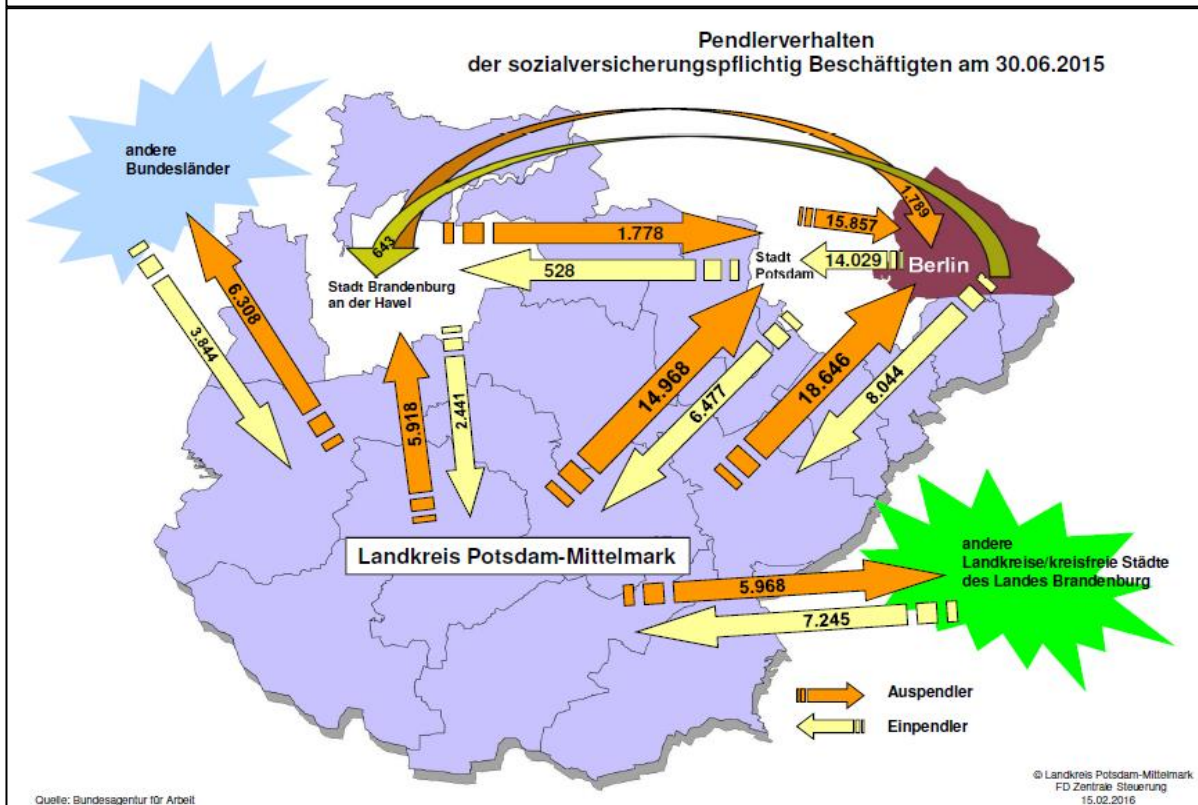 Pendlerverhalten
der sozialversicherungspflichtig Beschäftigten am 30.06.2015
andere
Bundesländer
1.789
15.857
1.778
643
Stadt
Potsdam
14.029
Berlin
528
Stadt Brandenburg
an der Havel
6.308
3.844
5.918
2.441
14.968
6.477
18.646
8.044
Landkreis Potsdam-Mittelmark
andere
Landkreise/kreisfreie Städte
des Landes Brandenburg
5.968
7.245
Auspendler
Einpendler
Quelle: Bundesagentur für Arbeit
© Landkreis Potsdam-Mittelmark
FD Zentrale Steuerung
15.02.2016